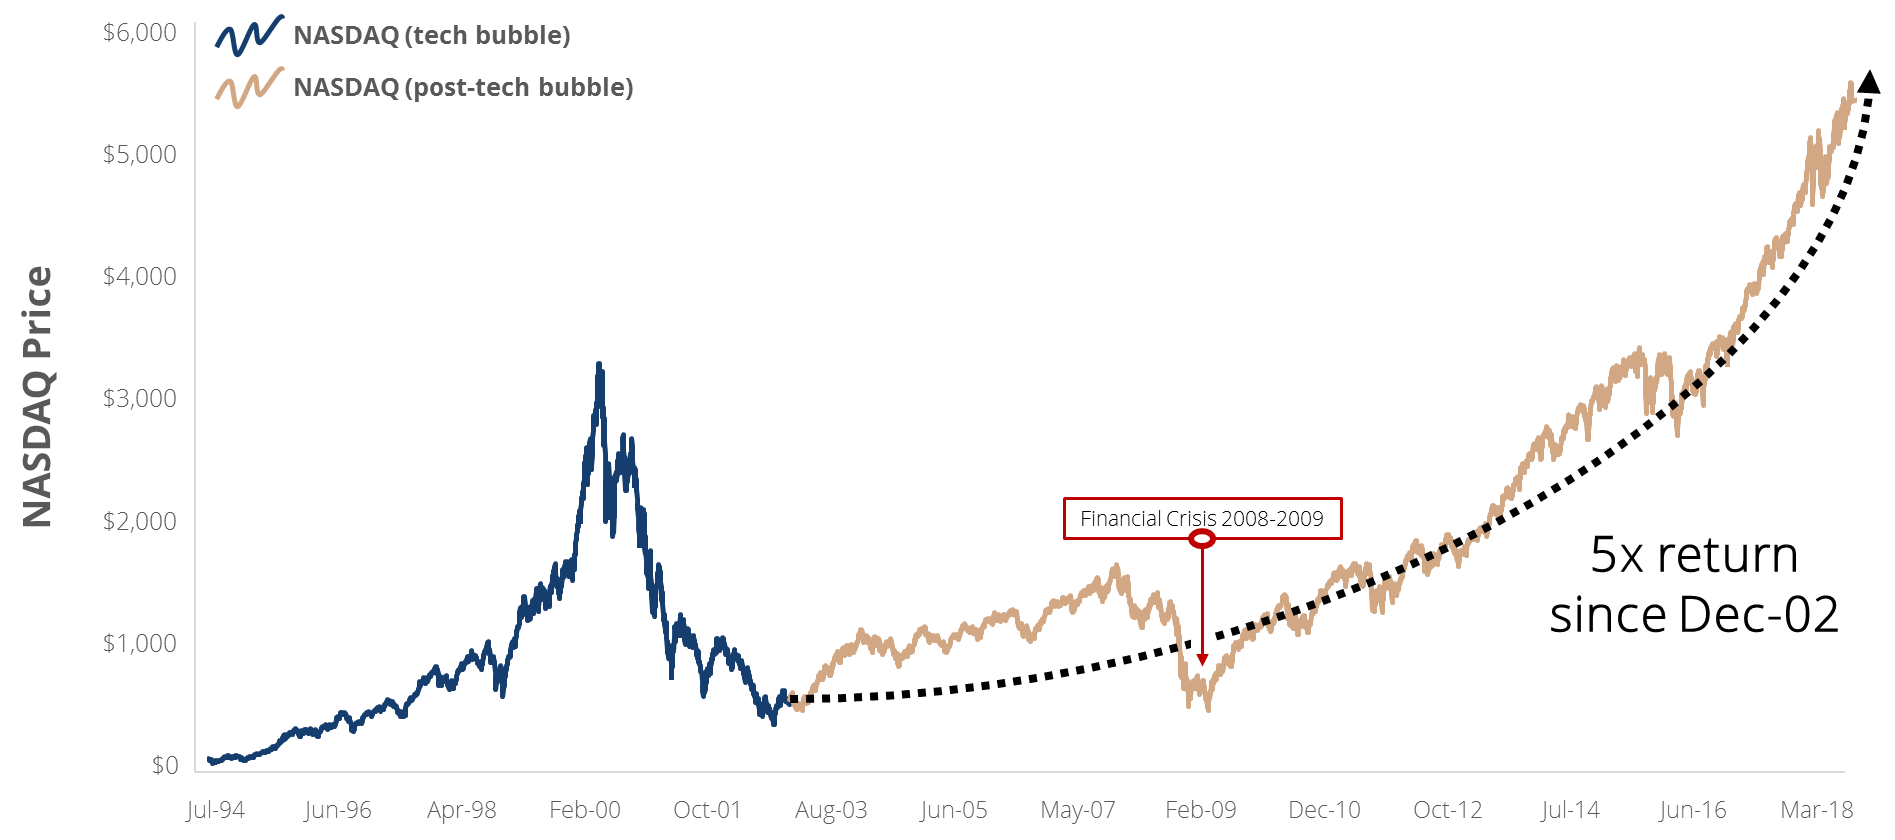 NASDAQ (tech bubble)
NASDAQ (post-tech bubble)
NASDAQ Price
$6,000
$5,000
$4,000
$3,000
$2,000
$1,000
$0
Financial Crisis 2008-2009
5x return
since Dec-02
Jul-94 Jun-96 Apr-98 Feb-00 Oct-01 Aug-03 Jun-05 May-07 Feb-09 Dec-10 Oct-12 Jul-14 Jun-16 Mar-18